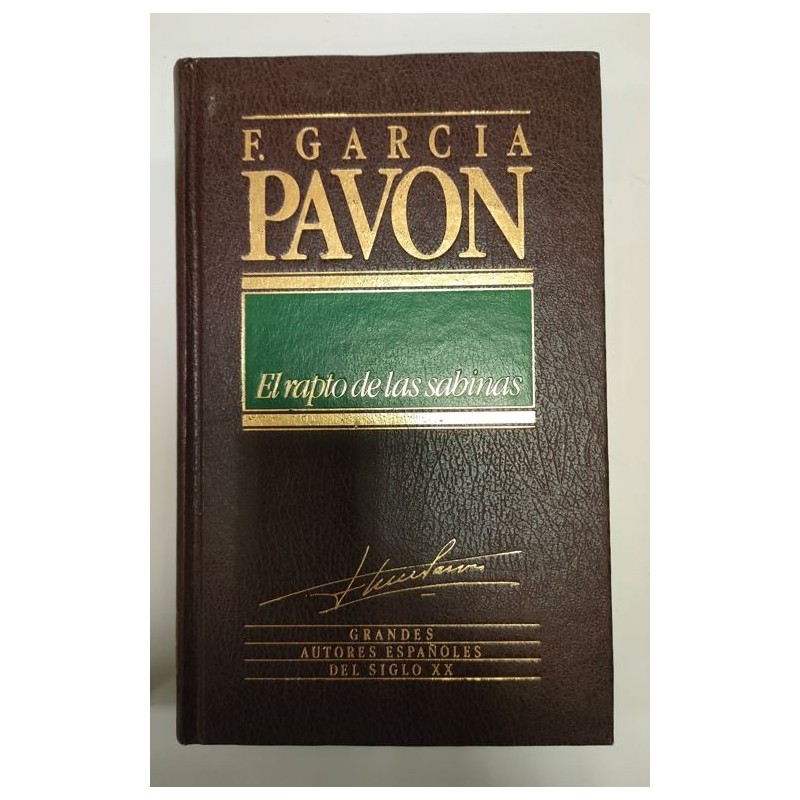 F. GARCIA
PAVON
El rapto de las sabinas
GRANDES
AUTORES ESPAÑOLES
DEL SIGLO XX